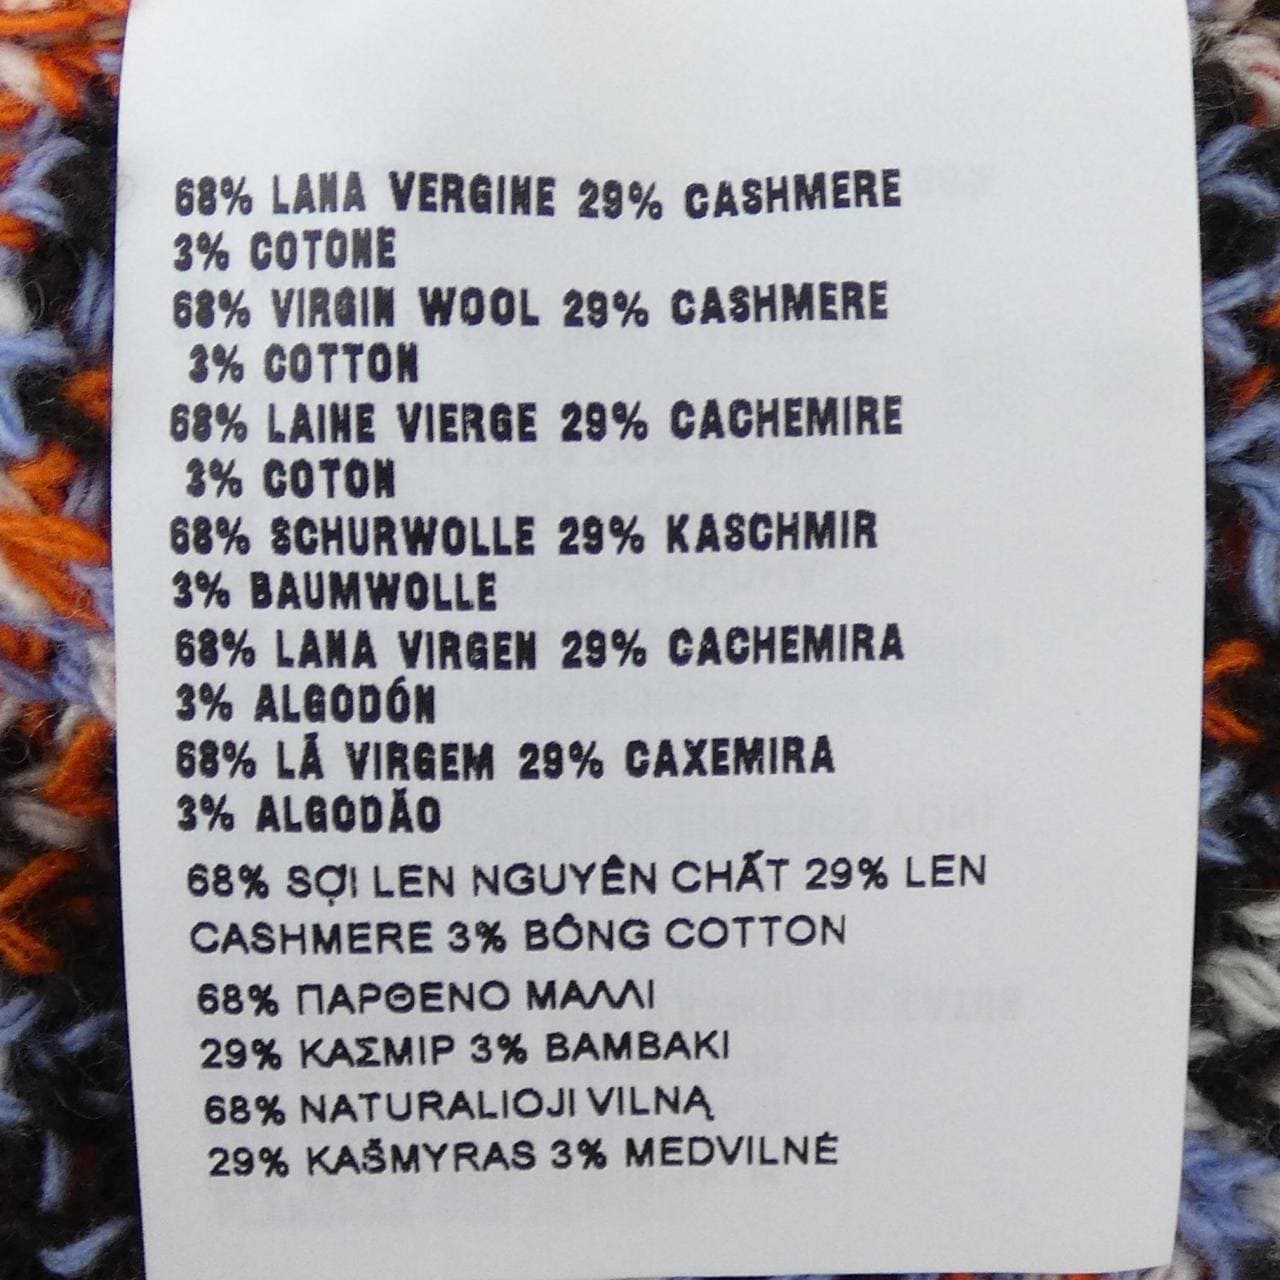 68% LANA VERGINE 29% CASHMERE
3% COTONE
68% VIRGIN WOOL 29% CASHMERE
3% COTTON
68% LAINE VIERGE 29% CACHEMIRE
3% COTON
68% SCHURWOLLE 29% KASCHMIR
3% BAUMWOLLE
68% LANA VIRGEN 29% CACHEMIRA
3% ALGODÓN
68% LÃ VIRGEM 29% CAXEMIRA
3% ALGODÃO
68% SỢI LEN NGUYÊN CHẤT 29% LEN
CASHMERE 3% BÔNG COTTON
68% ΠΑΡΘΕΝΟ ΜΑΛΛΙ
29% ΚΑΣΜΙΡ 3% ΒΑΜΒΑΚΙ
68% NATURALIOJI VILNĄ
29% KAŠMYRAS 3% MEDVILNĖ